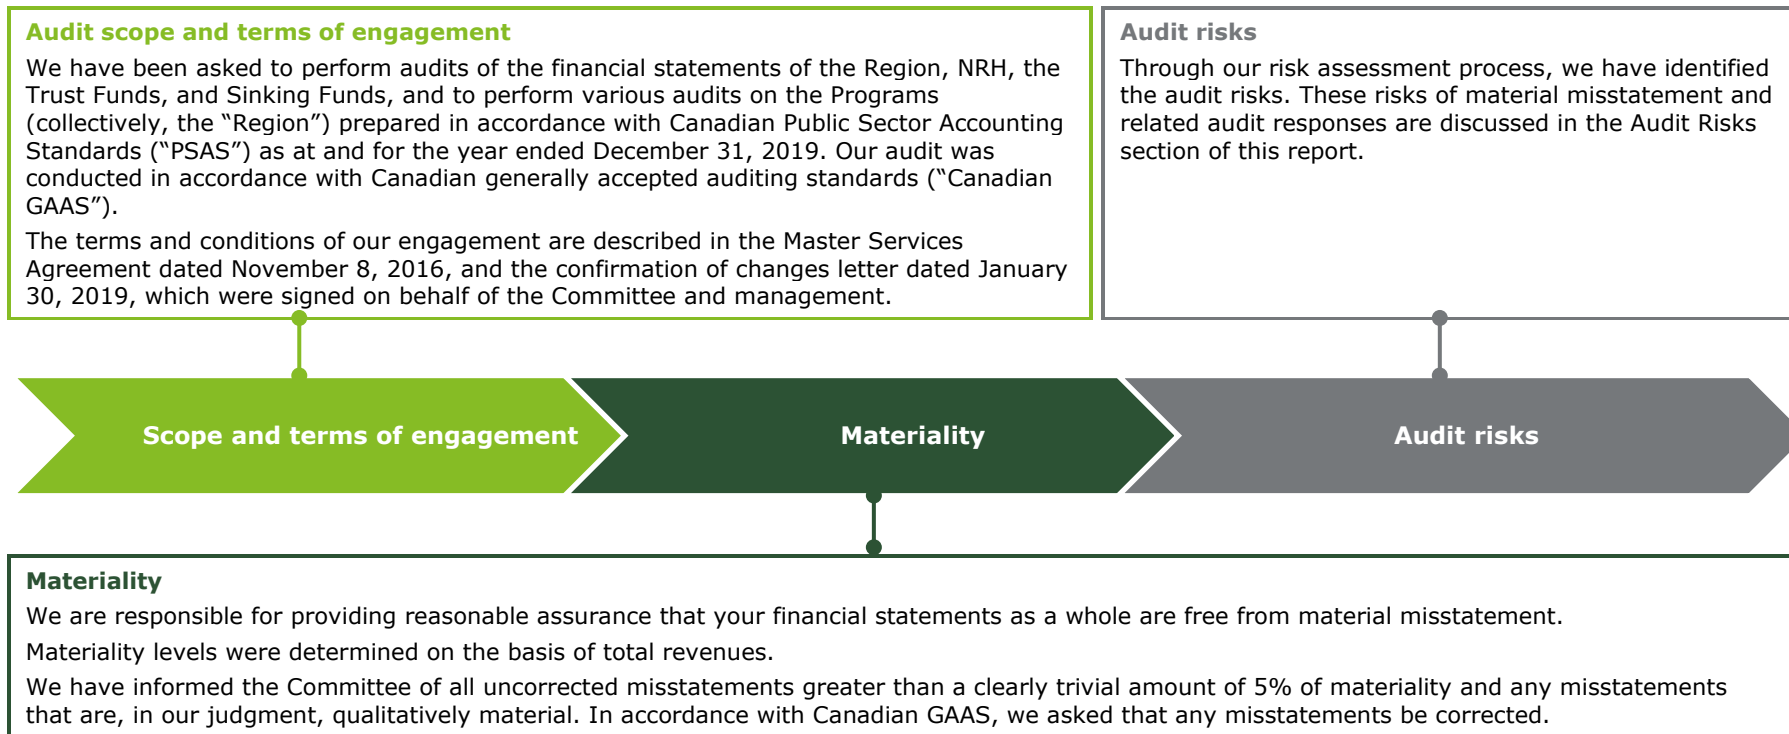 Audit scope and terms of engagement
We have been asked to perform audits of the financial statements of the Region, NRH, the
Trust Funds, and Sinking Funds, and to perform various audits on the Programs
(collectively, the “Region”) prepared in accordance with Canadian Public Sector Accounting
Standards (“PSAS”) as at and for the year ended December 31, 2019. Our audit was
conducted in accordance with Canadian generally accepted auditing standards (“Canadian
GAAS”).
The terms and conditions of our engagement are described in the Master Services
Agreement dated November 8, 2016, and the confirmation of changes letter dated January
30, 2019, which were signed on behalf of the Committee and management.
Audit risks
Through our risk assessment process, we have identified
the audit risks. These risks of material misstatement and
related audit responses are discussed in the Audit Risks
section of this report.
Scope and terms of engagement
Materiality
Audit risks
Materiality
We are responsible for providing reasonable assurance that your financial statements as a whole are free from material misstatement.
Materiality levels were determined on the basis of total revenues.
We have informed the Committee of all uncorrected misstatements greater than a clearly trivial amount of 5% of materiality and any misstatements
that are, in our judgment, qualitatively material. In accordance with Canadian GAAS, we asked that any misstatements be corrected.